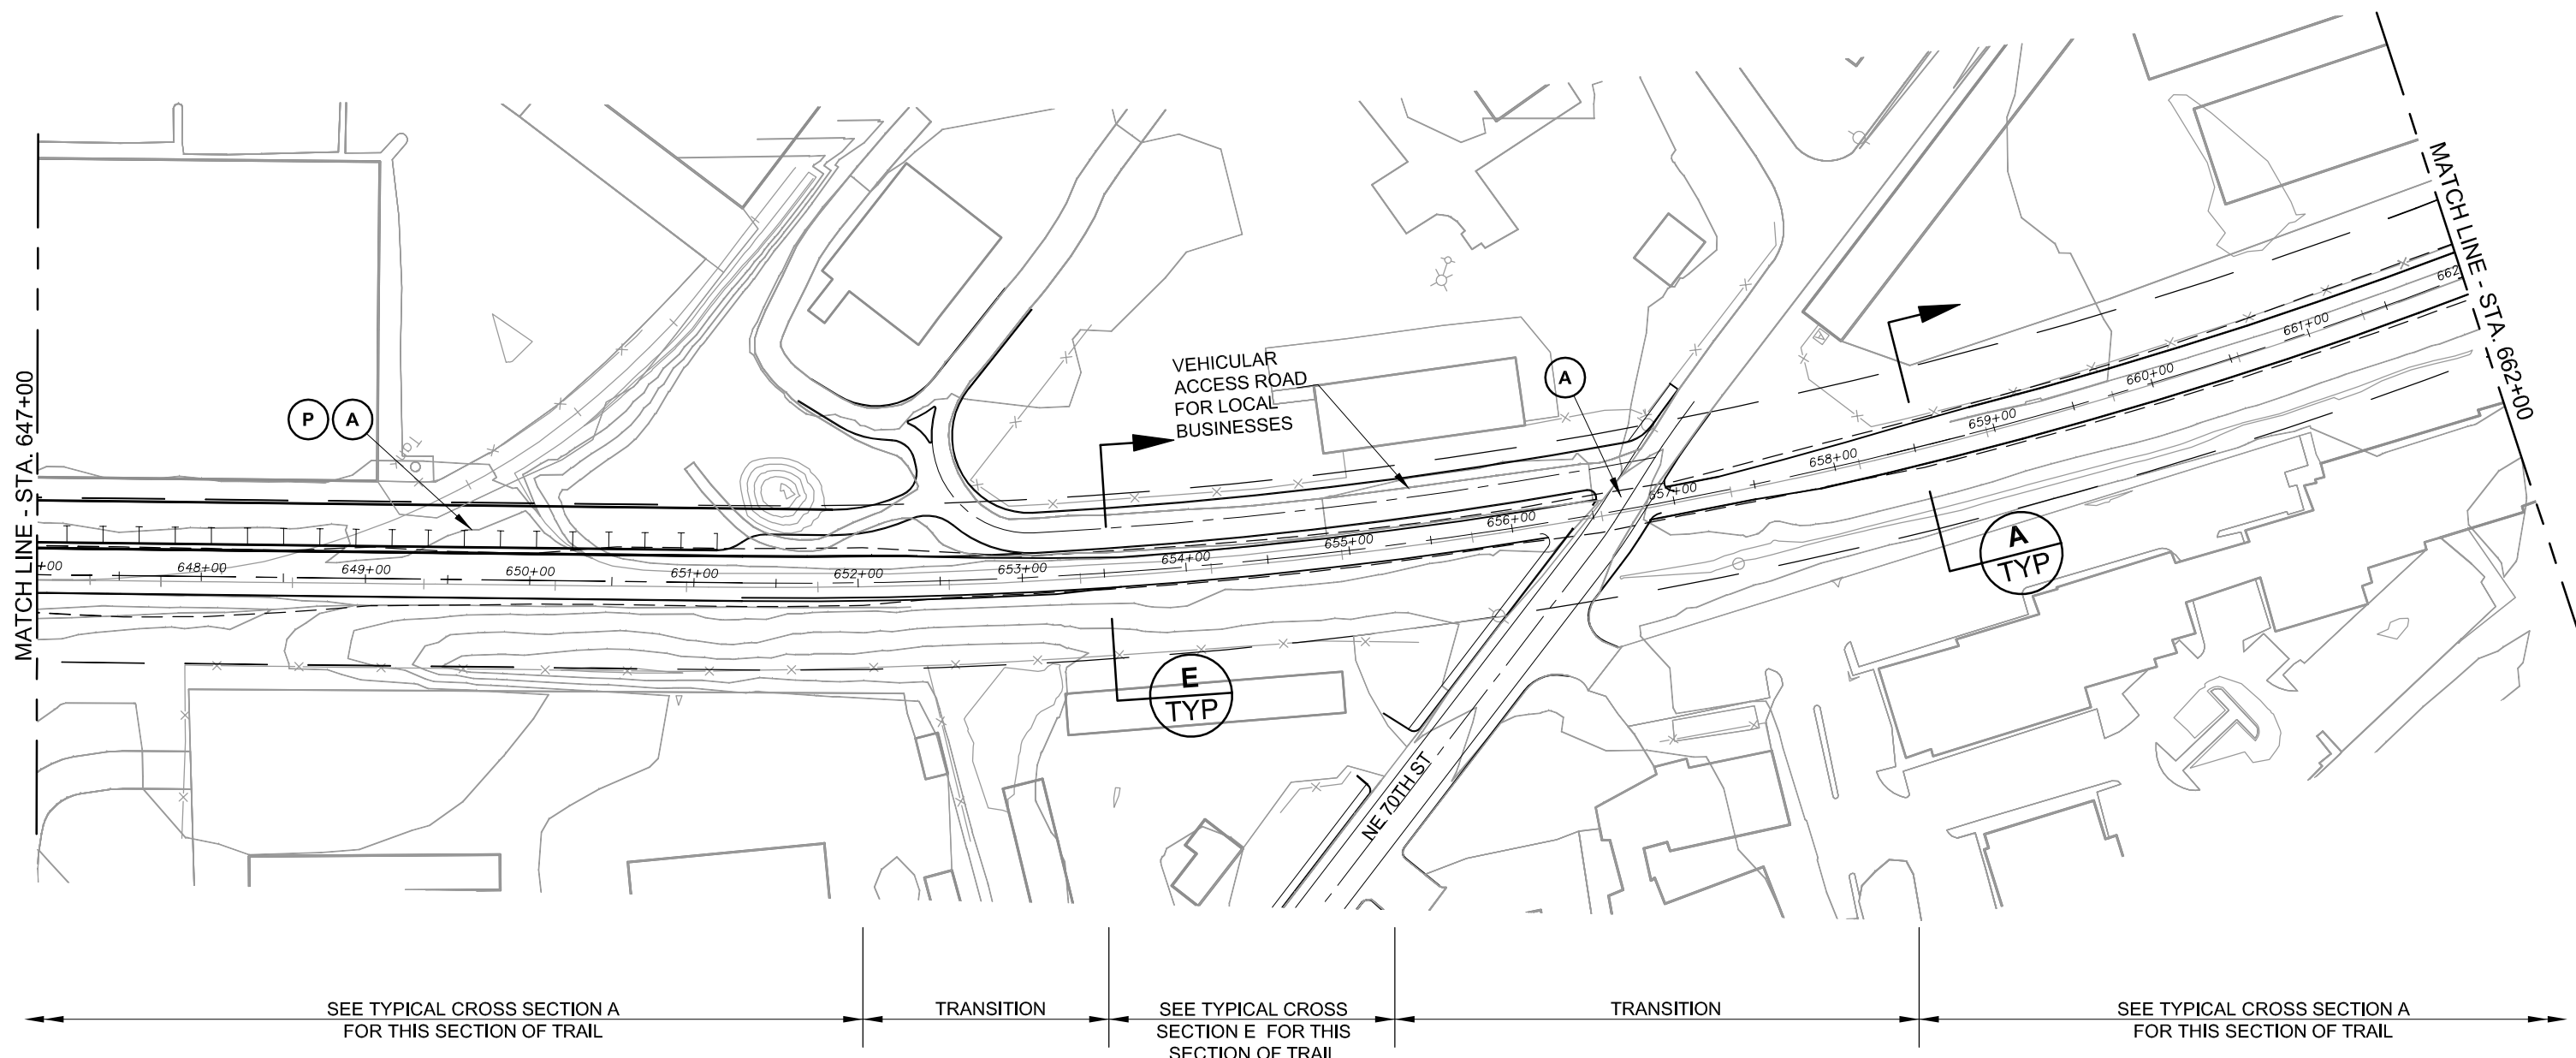 MATCH LINE - STA. 647+00
P
A
VEHICULAR
ACCESS ROAD
FOR LOCAL
BUSINESSES
A
MATCH LINE - STA. 662+00
+00
648+00
649+00
650+00
651+00
652+00
653+00
654+00
655+00
656+00
657+00
658+00
659+00
660+00
661+00
662
E
TYP
A
TYP
NE 70TH ST
SEE TYPICAL CROSS SECTION A
FOR THIS SECTION OF TRAIL
TRANSITION
SEE TYPICAL CROSS
SECTION E FOR THIS
SECTION OF TRAIL
TRANSITION
SEE TYPICAL CROSS SECTION A
FOR THIS SECTION OF TRAIL